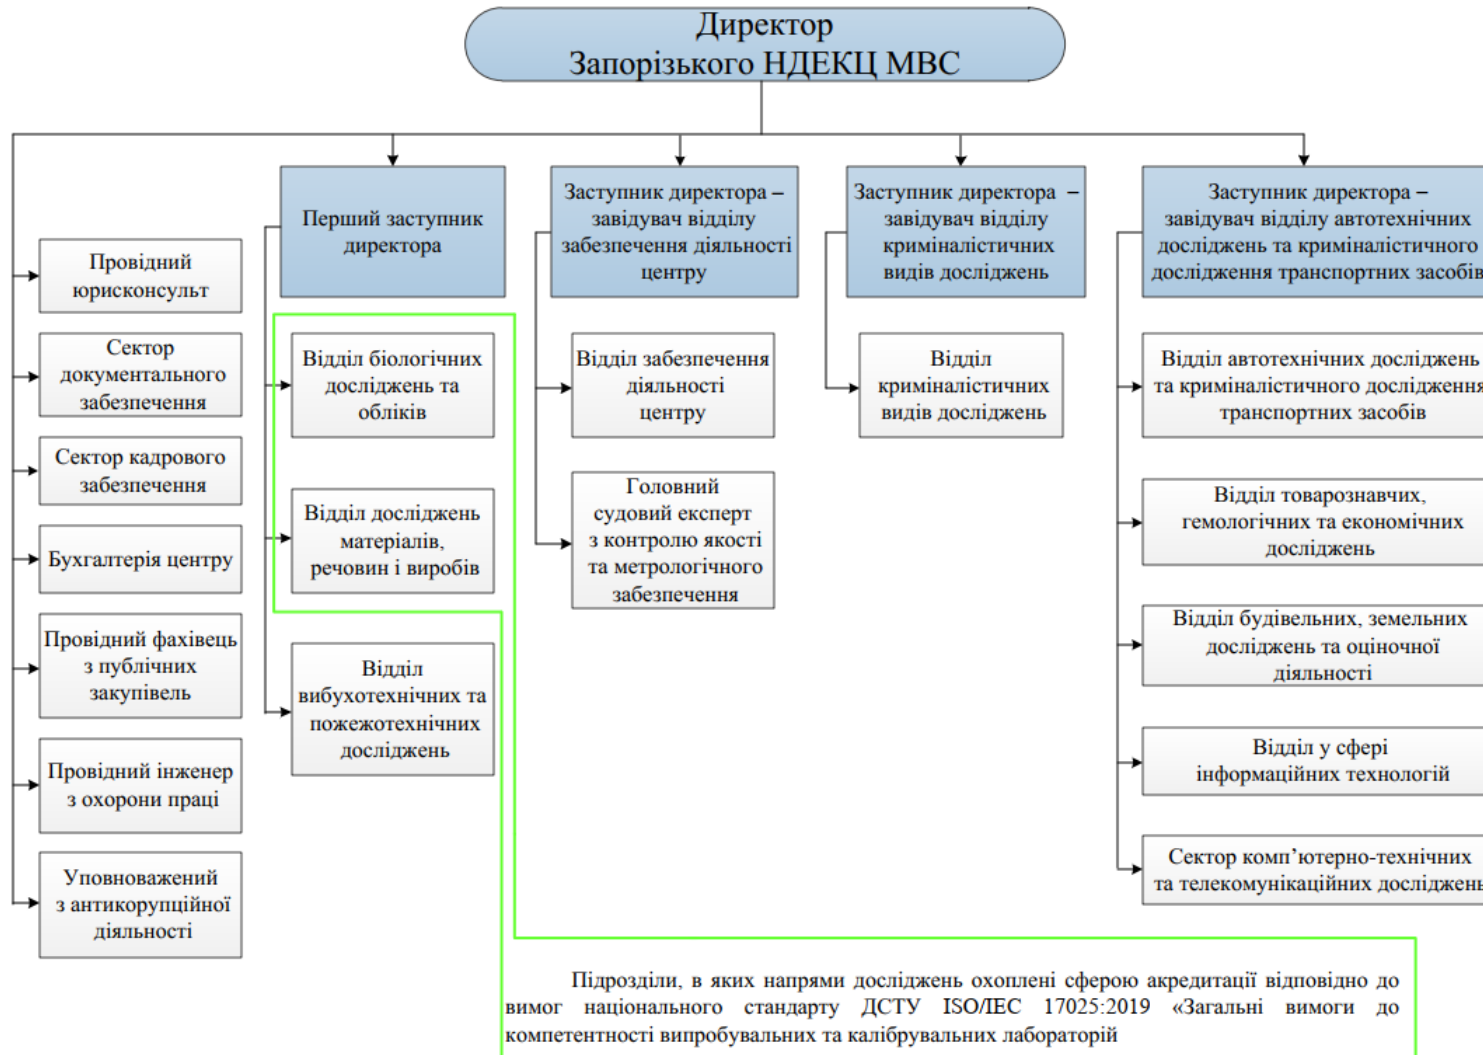 Директор
Запорізького НДЕКЦ МВС
Провідний
юрисконсульт
Сектор
документального
забезпечення
Сектор кадрового
забезпечення
Бухгалтерія центру
Провідний фахівець
з публічних
закупівель
Провідний інженер
з охорони праці
Уповноважений
з антикорупційної
діяльності
Перший заступник
директора
Відділ біологічних
досліджень та
обліків
Відділ досліджень
матеріалів,
речовин і виробів
Відділ
вибухотехнічних та
пожежотехнічних
досліджень
Заступник директора –
завідувач відділу
забезпечення діяльності
центру
Відділ забезпечення
діяльності
центру
Головний
судовий експерт
з контролю якості
та метрологічного
забезпечення
Заступник директора –
завідувач відділу
криміналістичних
видів досліджень
Відділ
криміналістичних
видів досліджень
Заступник директора –
завідувач відділу автотехнічних
досліджень та криміналістичного
дослідження транспортних засобів
Відділ автотехнічних досліджень
та криміналістичного дослідження
транспортних засобів
Відділ товарознавчих,
гемологічних та економічних
досліджень
Відділ будівельних, земельних
досліджень та оціночної
діяльності
Відділ у сфері
інформаційних технологій
Сектор комп’ютерно-технічних
та телекомунікаційних досліджень
Підрозділи, в яких напрями досліджень охоплені сферою акредитації відповідно до
вимог національного стандарту ДСТУ ISO/IEC 17025:2019 «Загальні вимоги до
компетентності випробувальних та калібрувальних лабораторій